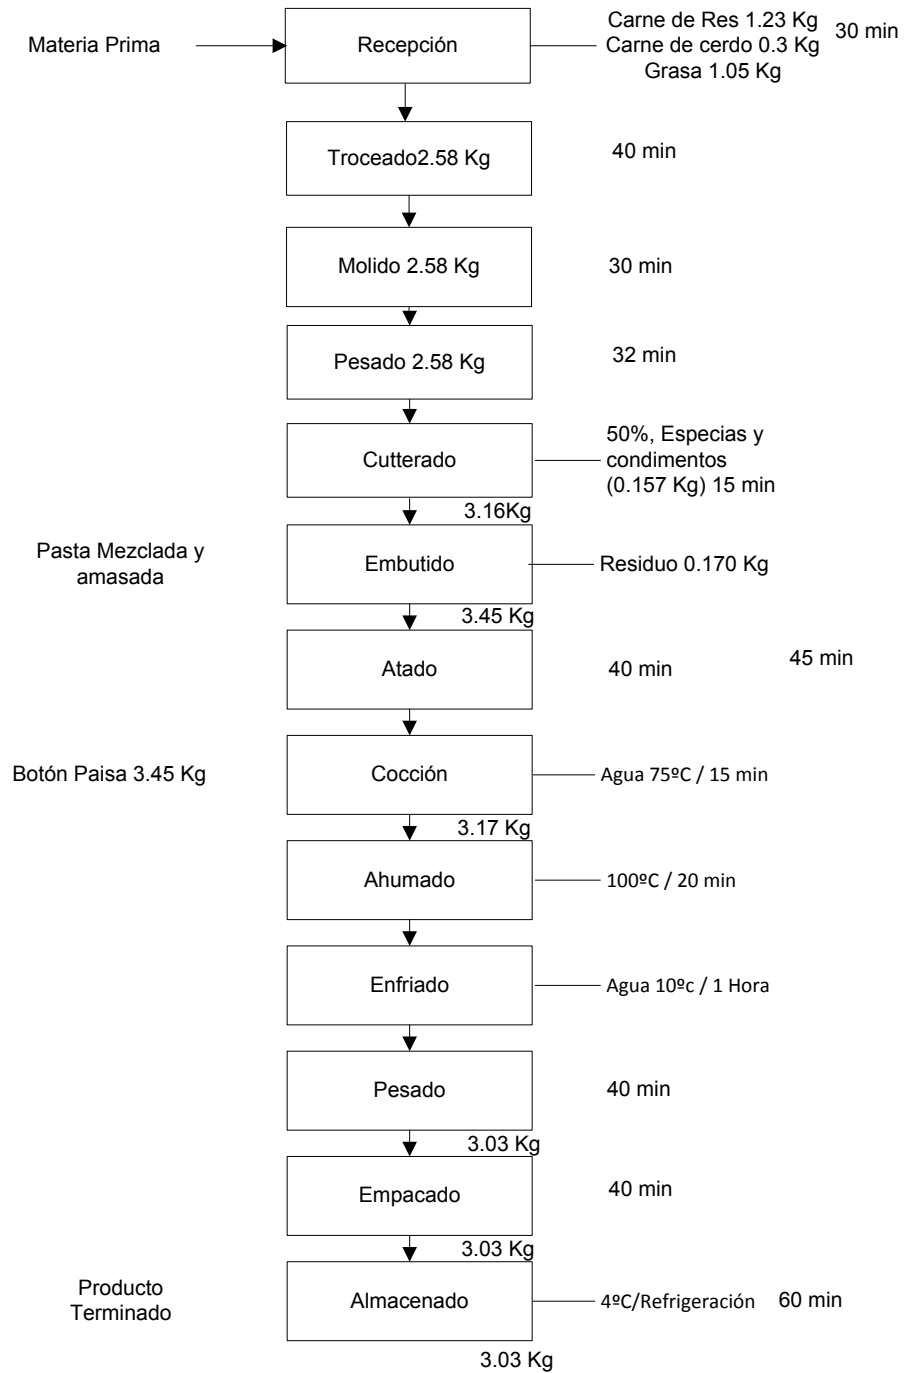 Materia Prima
Recepción
Carne de Res 1.23 Kg
Carne de cerdo 0.3 Kg
Grasa 1.05 Kg
30 min
Troceado2.58 Kg
40 min
Molido 2.58 Kg
30 min
Pesado 2.58 Kg
32 min
Cutterado
50%, Especias y
condimentos
(0.157 Kg) 15 min
3.16Kg
Pasta Mezclada y
amasada
Embutido
Residuo 0.170 Kg
3.45 Kg
Atado
40 min
45 min
Botón Paisa 3.45 Kg
Cocción
Agua 75ºC / 15 min
3.17 Kg
Ahumado
100ºC / 20 min
Enfriado
Agua 10ºc / 1 Hora
Pesado
40 min
3.03 Kg
Empacado
40 min
3.03 Kg
Producto
Terminado
Almacenado
4ºC/Refrigeración
60 min
3.03 Kg